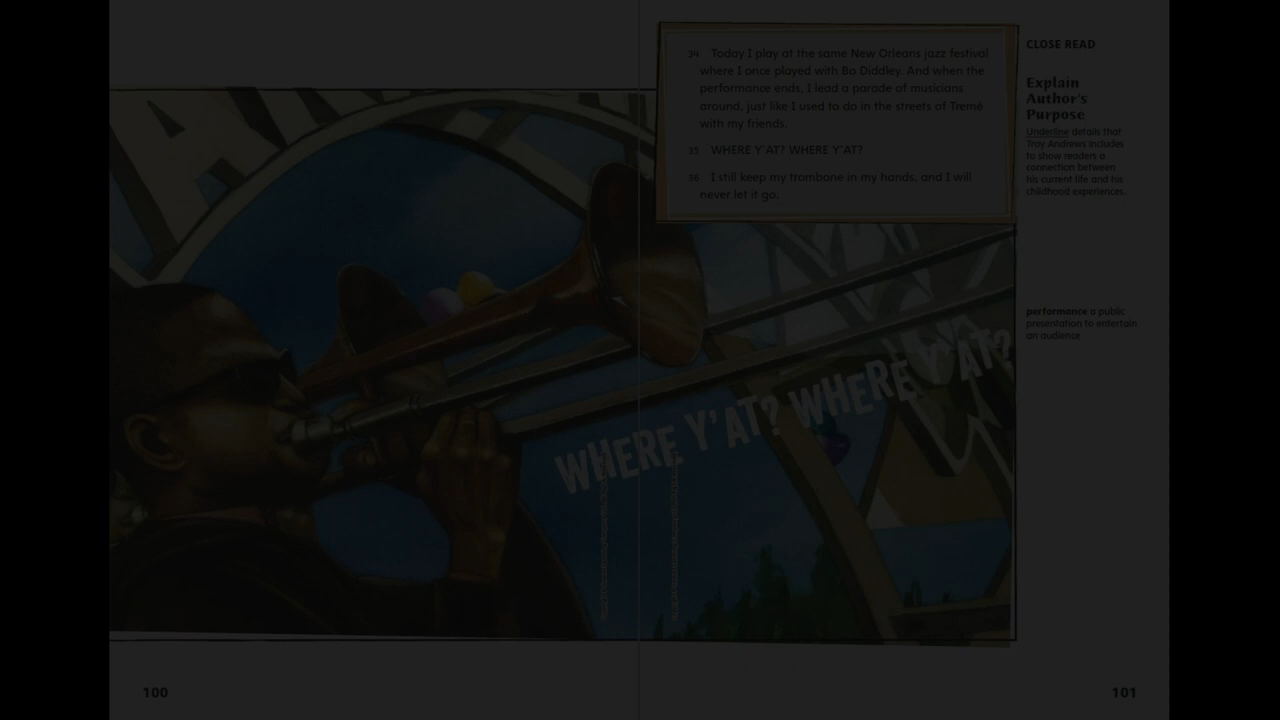 34 Today I play at the same New Orleans jazz festival
where I once played with Bo Diddley. And when the
performance ends, I lead a parade of musicians
around, just like I used to do in the streets of Tremé
with my friends.
35 WHERE Y'AT? WHERE Y'AT?
36 I still keep my trombone in my hands, and I will
never let it go.
CLOSE READ
Explain
Author's
Purpose
Underline details that
Troy Andrews includes
to show readers a
connection between
his current life and his
childhood experiences.
performance a public
presentation to entertain
an audience
WHERE Y'AT? WHERE Y'AT?
100
101